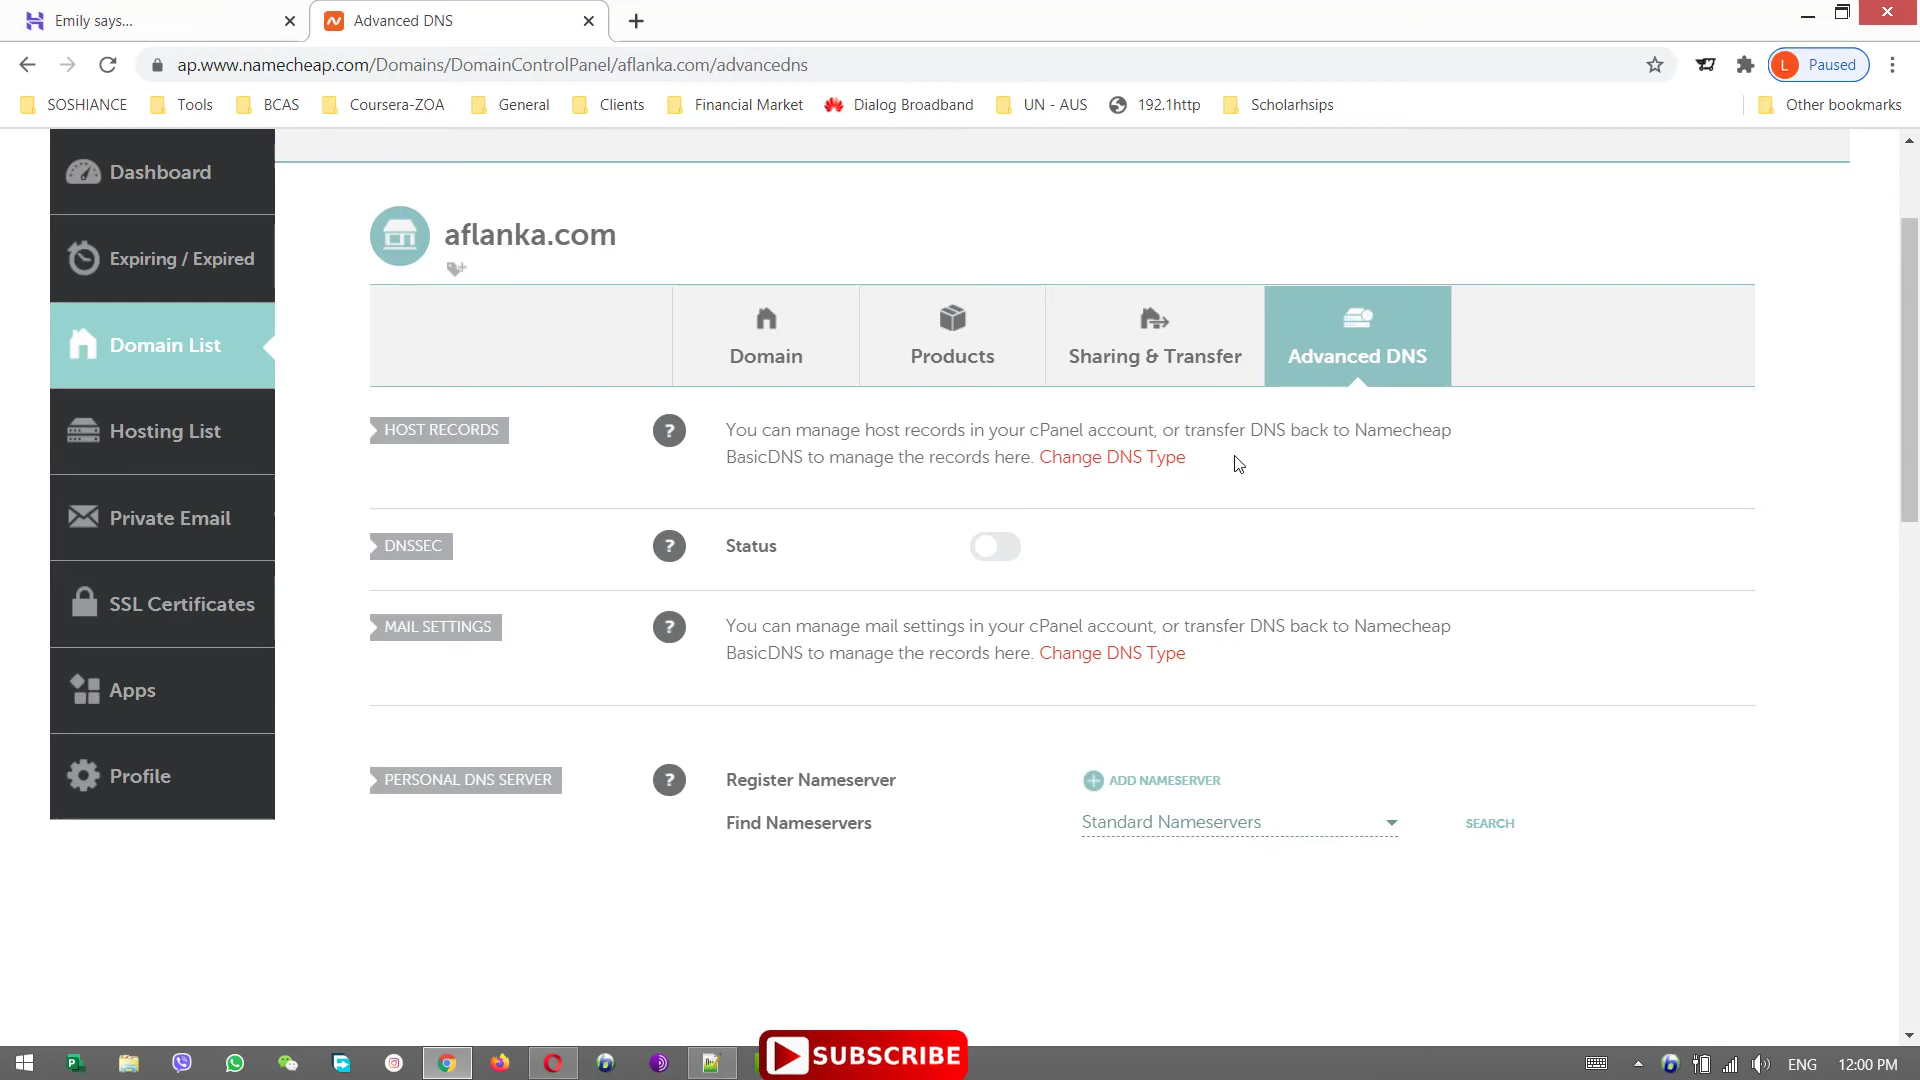 Emily says...
Advanced DNS
ap.www.namecheap.com/Domains/DomainControlPanel/aflanka.com/advancedns
L
Paused
SOSHIANCE
Tools
BCAS
Coursera-ZOA
General
Clients
Financial Market
Dialog Broadband
UN - AUS
192.1http
Scholarhsips
Other bookmarks
Dashboard
Expiring / Expired
Domain List
Hosting List
Private Email
SSL Certificates
Apps
Profile
aflanka.com
Domain
Products
Sharing & Transfer
Advanced DNS
HOST RECORDS
?
You can manage host records in your cPanel account, or transfer DNS back to Namecheap
BasicDNS to manage the records here. Change DNS Type
DNSSEC
?
Status
MAIL SETTINGS
?
You can manage mail settings in your cPanel account, or transfer DNS back to Namecheap
BasicDNS to manage the records here. Change DNS Type
PERSONAL DNS SERVER
?
Register Nameserver
ADD NAMESERVER
Find Nameservers
Standard Nameservers
SEARCH
SUBSCRIBE
ENG
12:00 PM